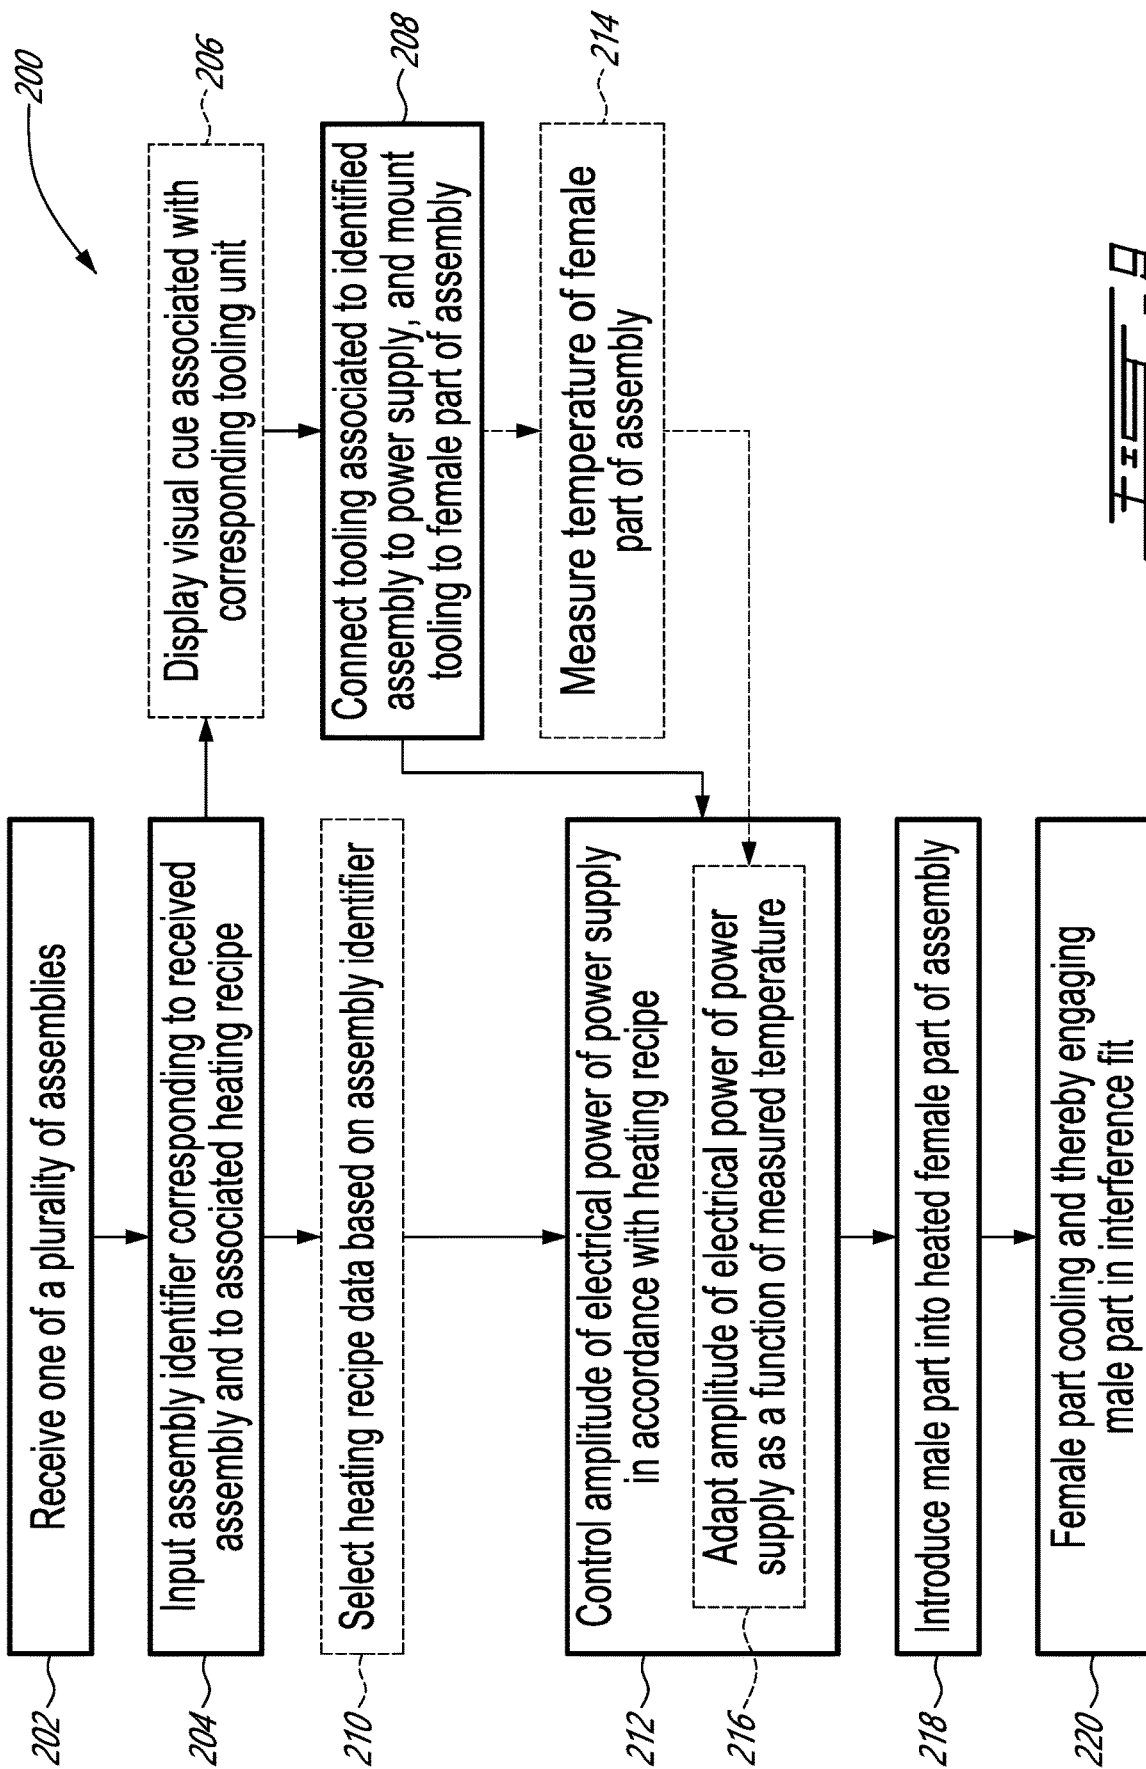 200
202
Receive one of a plurality of assemblies
204
Input assembly identifier corresponding to received
assembly and to associated heating recipe
206
Display visual cue associated with
corresponding tooling unit
208
Connect tooling associated to identified
assembly to power supply, and mount
tooling to female part of assembly
210
Select heating recipe data based on assembly identifier
214
Measure temperature of female
part of assembly
212
Control amplitude of electrical power of power supply
in accordance with heating recipe
216
Adapt amplitude of electrical power of power
supply as a function of measured temperature
218
Introduce male part into heated female part of assembly
220
Female part cooling and thereby engaging
male part in interference fit
FIG_9